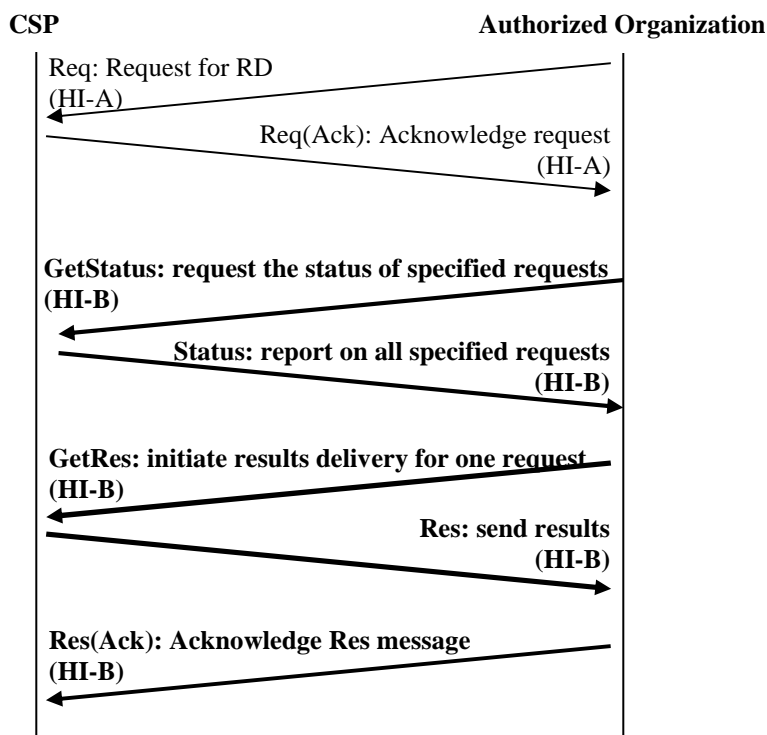 CSP
Authorized Organization
Req: Request for RD
(HI-A)
Req(Ack): Acknowledge request
(HI-A)
GetStatus: request the status of specified requests
(HI-B)
Status: report on all specified requests
(HI-B)
GetRes: initiate results delivery for one request
(HI-B)
Res: send results
(HI-B)
Res(Ack): Acknowledge Res message
(HI-B)